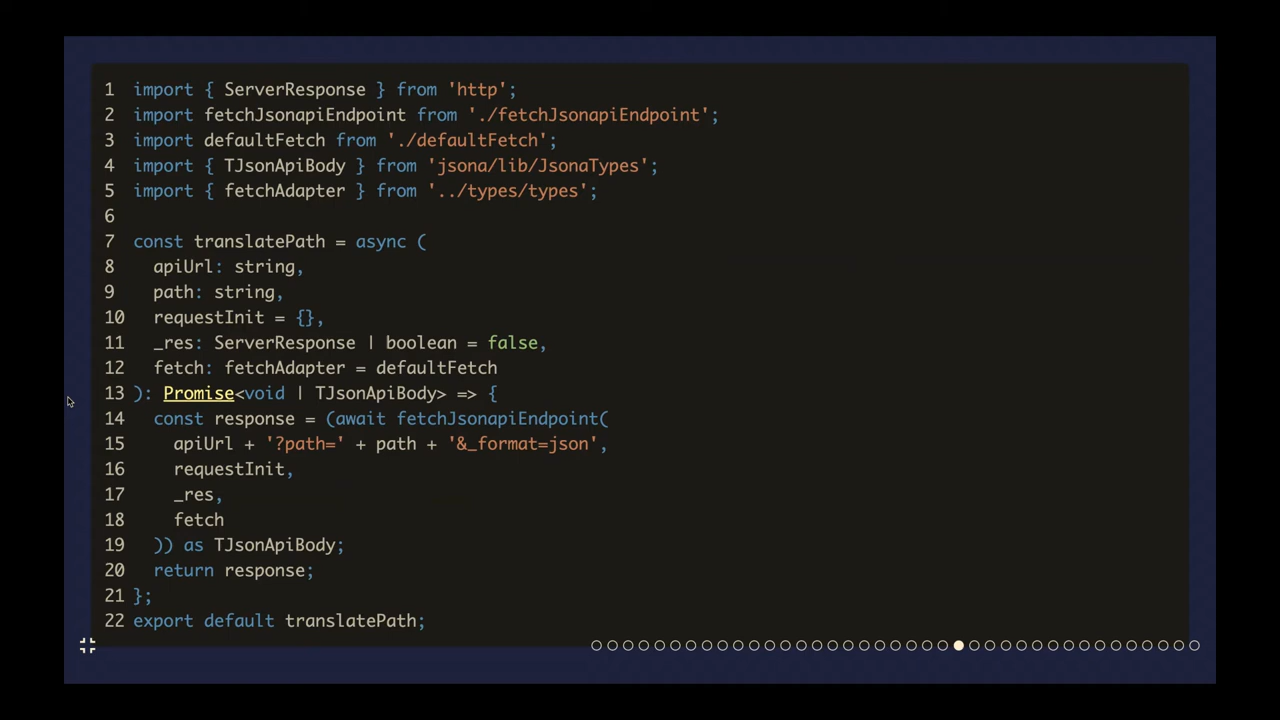 1 import { ServerResponse } from 'http';
2 import fetchJsonapiEndpoint from './fetchJsonapiEndpoint';
3 import defaultFetch from './defaultFetch';
4 import { TJsonApiBody } from 'jsona/lib/JsonaTypes';
5 import { fetchAdapter } from '../types/types';
6
7 const translatePath = async (
8   apiUrl: string,
9   path: string,
10   requestInit = {},
11   _res: ServerResponse | boolean = false,
12   fetch: fetchAdapter = defaultFetch
13 ): Promise<void | TJsonApiBody> => {
14   const response = (await fetchJsonapiEndpoint(
15     apiUrl + '?path=' + path + '&_format=json',
16     requestInit,
17     _res,
18     fetch
19   )) as TJsonApiBody;
20   return response;
21 };
22 export default translatePath;